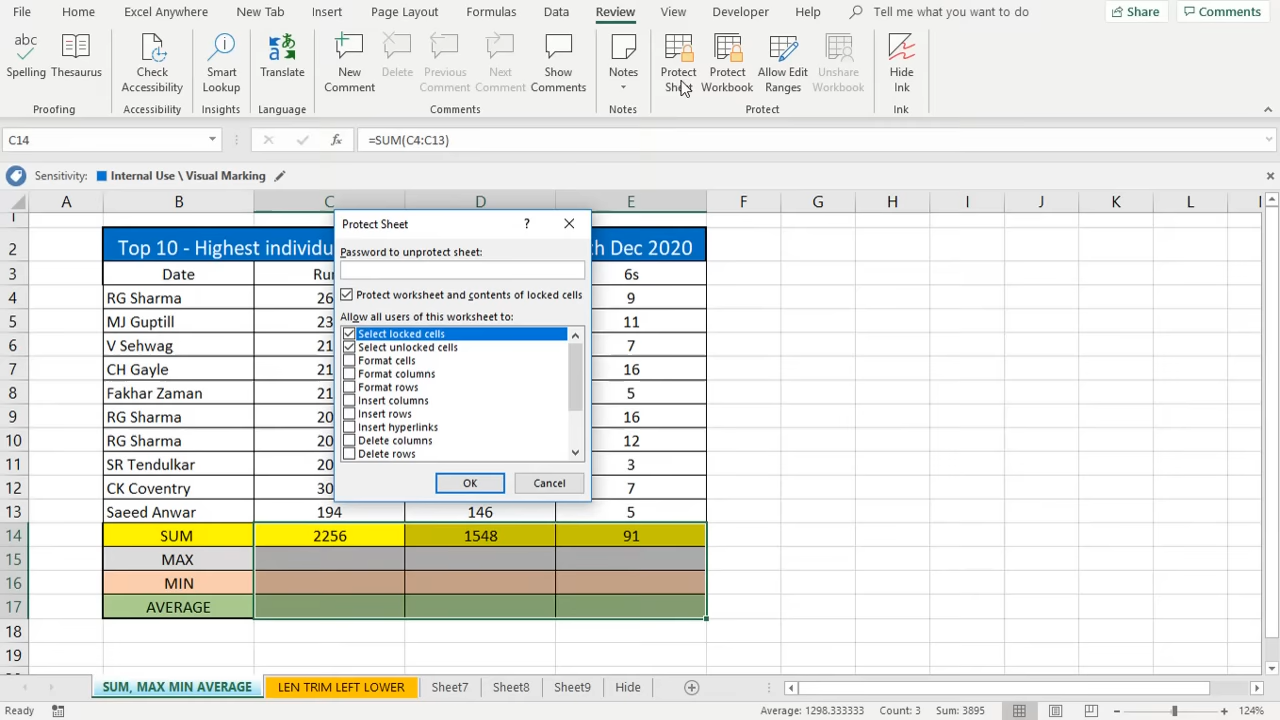 File Home Excel Anywhere New Tab Insert Page Layout Formulas Data Review View Developer Help Tell me what you want to do Share Comments
abc
Spelling Thesaurus Check Accessibility Smart Lookup Translate New Comment Delete Previous Comment Next Comment Show Comments Notes Protect Sheet Protect Workbook Allow Edit Ranges Unshare Workbook Hide Ink
Proofing Accessibility Insights Language Comments Notes Protect Ink
C14 fx =SUM(C4:C13)
Sensitivity: Internal Use \ Visual Marking
A B C D E F G H I J K L
2 Top 10 - Highest individu th Dec 2020
3 Date Ru 6s
4 RG Sharma 26 9
5 MJ Guptill 23 11
6 V Sehwag 21 7
7 CH Gayle 21 16
8 Fakhar Zaman 21 5
9 RG Sharma 20 16
10 RG Sharma 20 12
11 SR Tendulkar 20 3
12 CK Coventry 30 7
13 Saeed Anwar 194 146 5
14 SUM 2256 1548 91
15 MAX
16 MIN
17 AVERAGE
18
19
Protect Sheet ?
Password to unprotect sheet:
Protect worksheet and contents of locked cells
Allow all users of this worksheet to:
Select locked cells
Select unlocked cells
Format cells
Format columns
Format rows
Insert columns
Insert rows
Insert hyperlinks
Delete columns
Delete rows
OK Cancel
SUM, MAX MIN AVERAGE LEN TRIM LEFT LOWER Sheet7 Sheet8 Sheet9 Hide
Ready Average: 1298.333333 Count: 3 Sum: 3895 124%